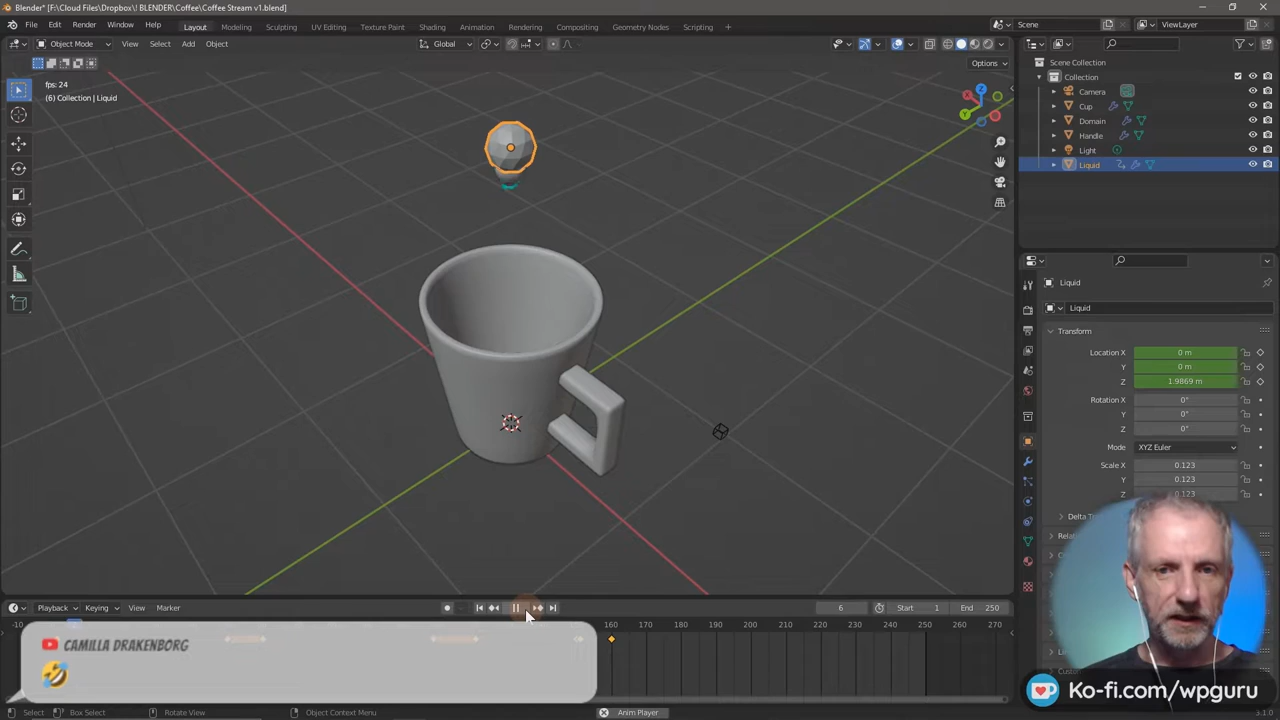 Blender* [F:\Cloud Files\Dropbox\! BLENDER\Coffee\Coffee Stream v1.blend]
File Edit Render Window Help Layout Modeling Sculpting UV Editing Texture Paint Shading Animation Rendering Compositing Geometry Nodes Scripting + Scene ViewLayer
Object Mode View Select Add Object Global
Options
fps: 24
(6) Collection | Liquid
Scene Collection
Collection
Camera
Cup
Domain
Handle
Light
Liquid
Liquid
Liquid
Transform
Location X 0 m
Y 0 m
Z 1.9869 m
Rotation X 0°
Y 0°
Z 0°
Mode XYZ Euler
Scale X 0.123
Y 0.123
Z 0.123
Playback Keying View Marker 6 Start 1 End 250
-10 160 170 180 190 200 210 220 230 240 250 260 270
CAMILLA DRAKENBORG
🤣
Ko-fi.com/wpguru
Select Box Select Rotate View Object Context Menu Anim Player 3.1.0